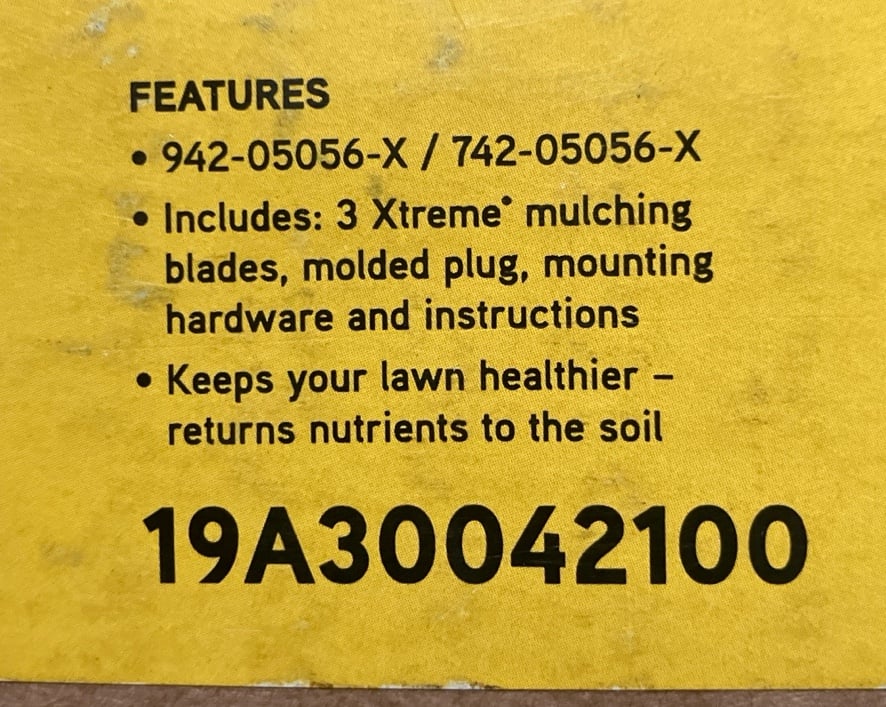 FEATURES
• 942-05056-X / 742-05056-X
• Includes: 3 Xtreme® mulching
blades, molded plug, mounting
hardware and instructions
• Keeps your lawn healthier –
returns nutrients to the soil
19A30042100